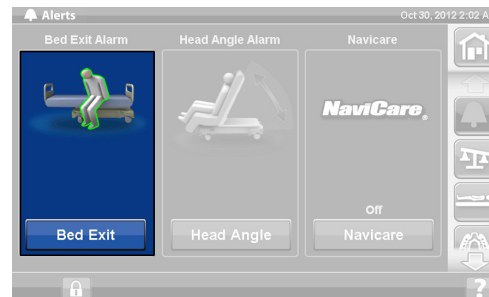 Alerts
Oct 30, 2012 2:02 A
Bed Exit Alarm
Head Angle Alarm
Navicare
NaviCare®
Off
Bed Exit
Head Angle
Navicare
?